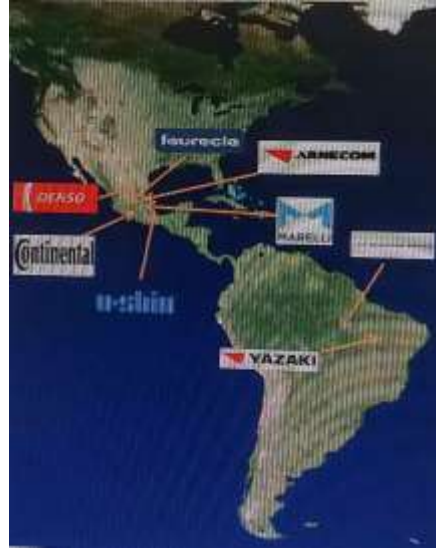 faurecia
ARNECOM
DENSO
MARELLI
Continental
u-shin
YAZAKI